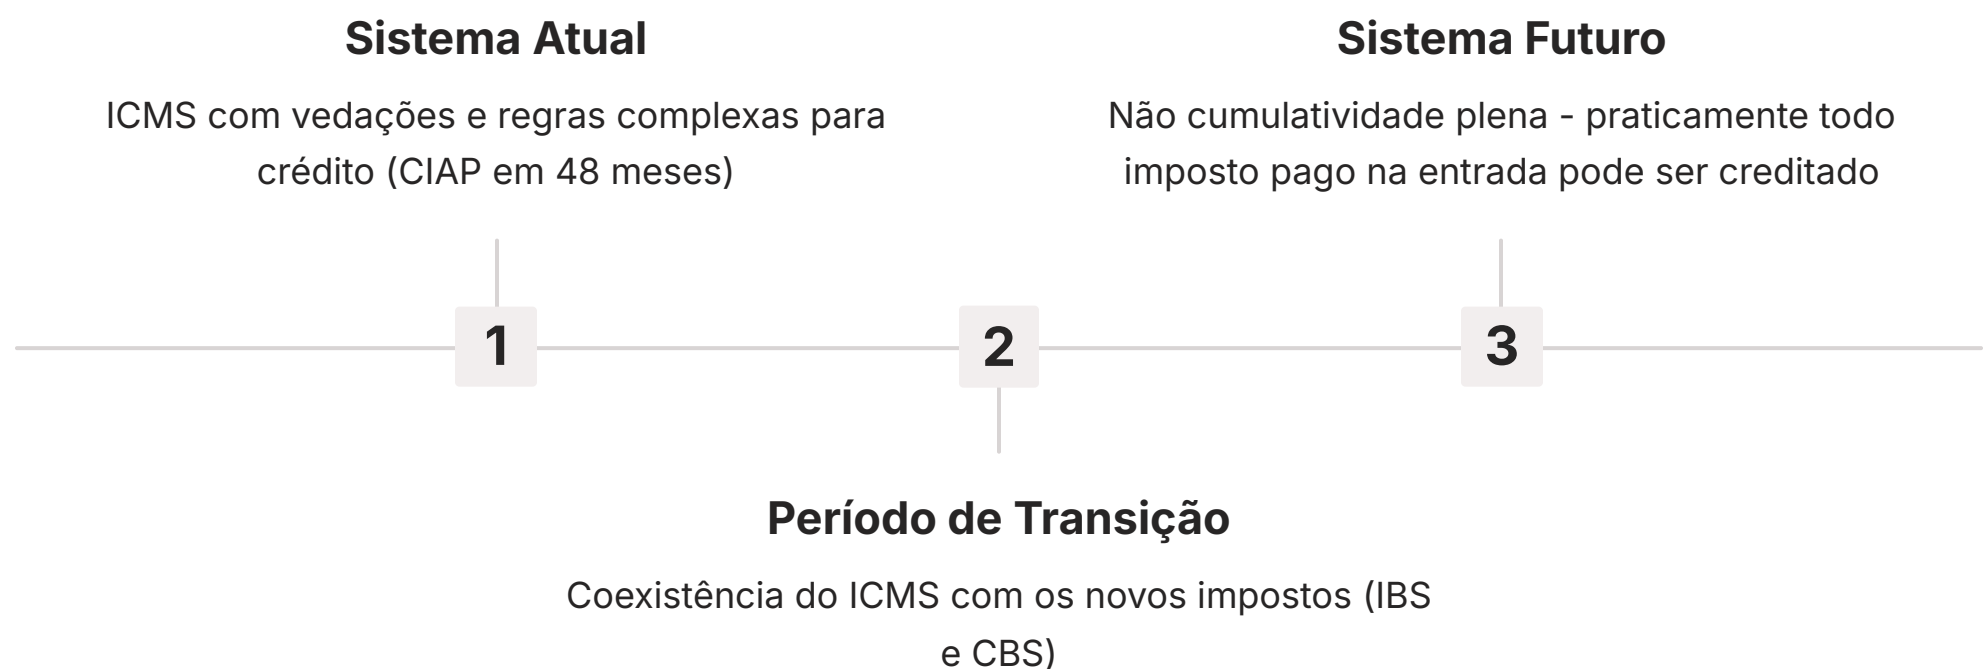 Sistema Atual
ICMS com vedações e regras complexas para
crédito (CIAP em 48 meses)
Sistema Futuro
Não cumulatividade plena - praticamente todo
imposto pago na entrada pode ser creditado
1
2
3
Período de Transição
Coexistência do ICMS com os novos impostos (IBS
e CBS)